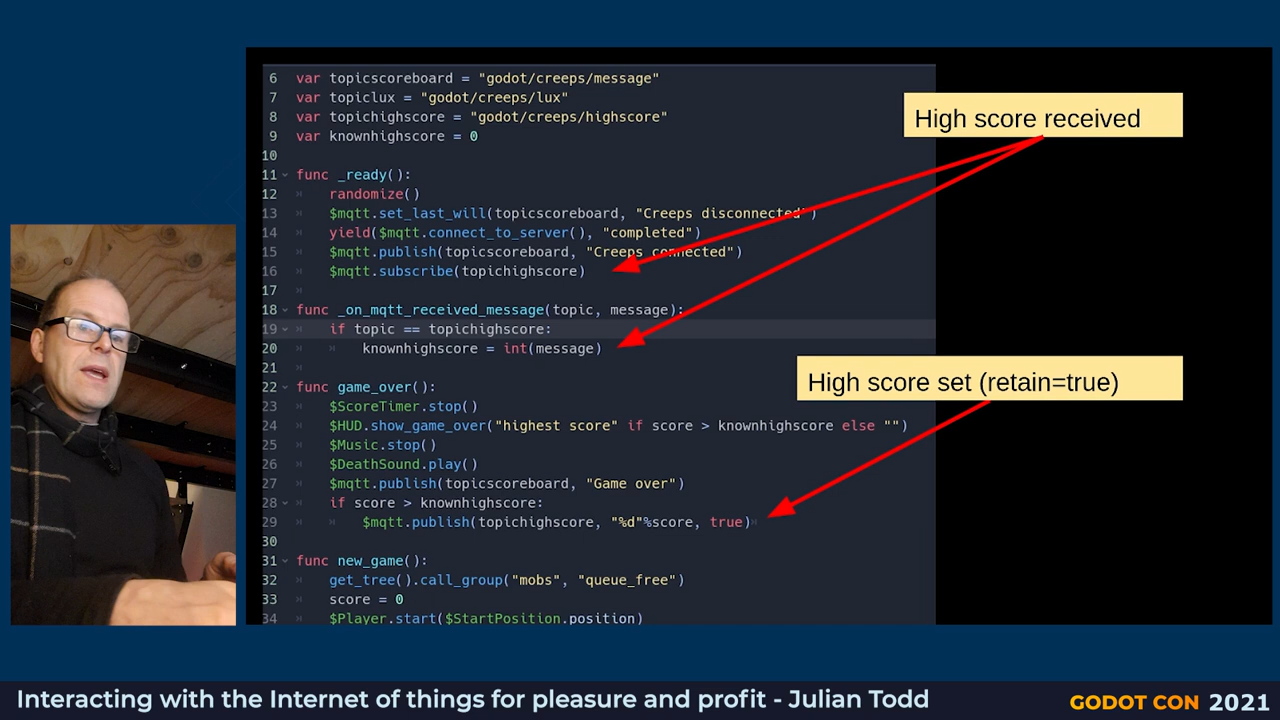 6 var topicscoreboard = "godot/creeps/message"
7 var topiclux = "godot/creeps/lux"
8 var topichighscore = "godot/creeps/highscore"
9 var knownhighscore = 0
10
11 func _ready():
12 randomize()
13 $mqtt.set_last_will(topicscoreboard, "Creeps disconnected")
14 yield($mqtt.connect_to_server(), "completed")
15 $mqtt.publish(topicscoreboard, "Creeps connected")
16 $mqtt.subscribe(topichighscore)
17
18 func _on_mqtt_received_message(topic, message):
19 if topic == topichighscore:
20 knownhighscore = int(message)
21
22 func game_over():
23 $ScoreTimer.stop()
24 $HUD.show_game_over("highest score" if score > knownhighscore else "")
25 $Music.stop()
26 $DeathSound.play()
27 $mqtt.publish(topicscoreboard, "Game over")
28 if score > knownhighscore:
29 $mqtt.publish(topichighscore, "%d"%score, true)
30
31 func new_game():
32 get_tree().call_group("mobs", "queue_free")
33 score = 0
34 $Player.start($StartPosition.position)
High score received
High score set (retain=true)
Interacting with the Internet of things for pleasure and profit - Julian Todd
GODOT CON 2021